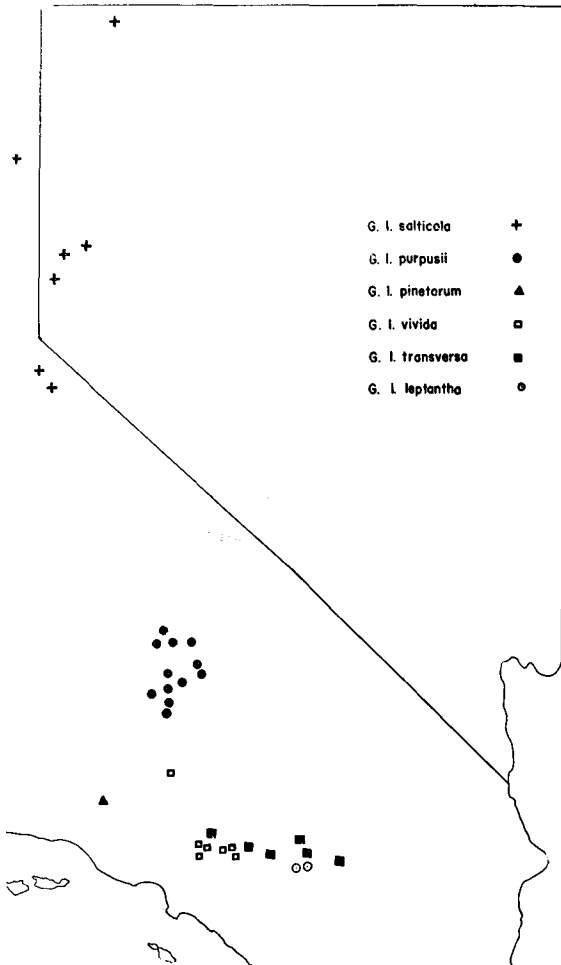 G. l. salticola
G. l. purpusii
G. l. pinetorum
G. l. vivida
G. l. transversa
G. l. leptantha